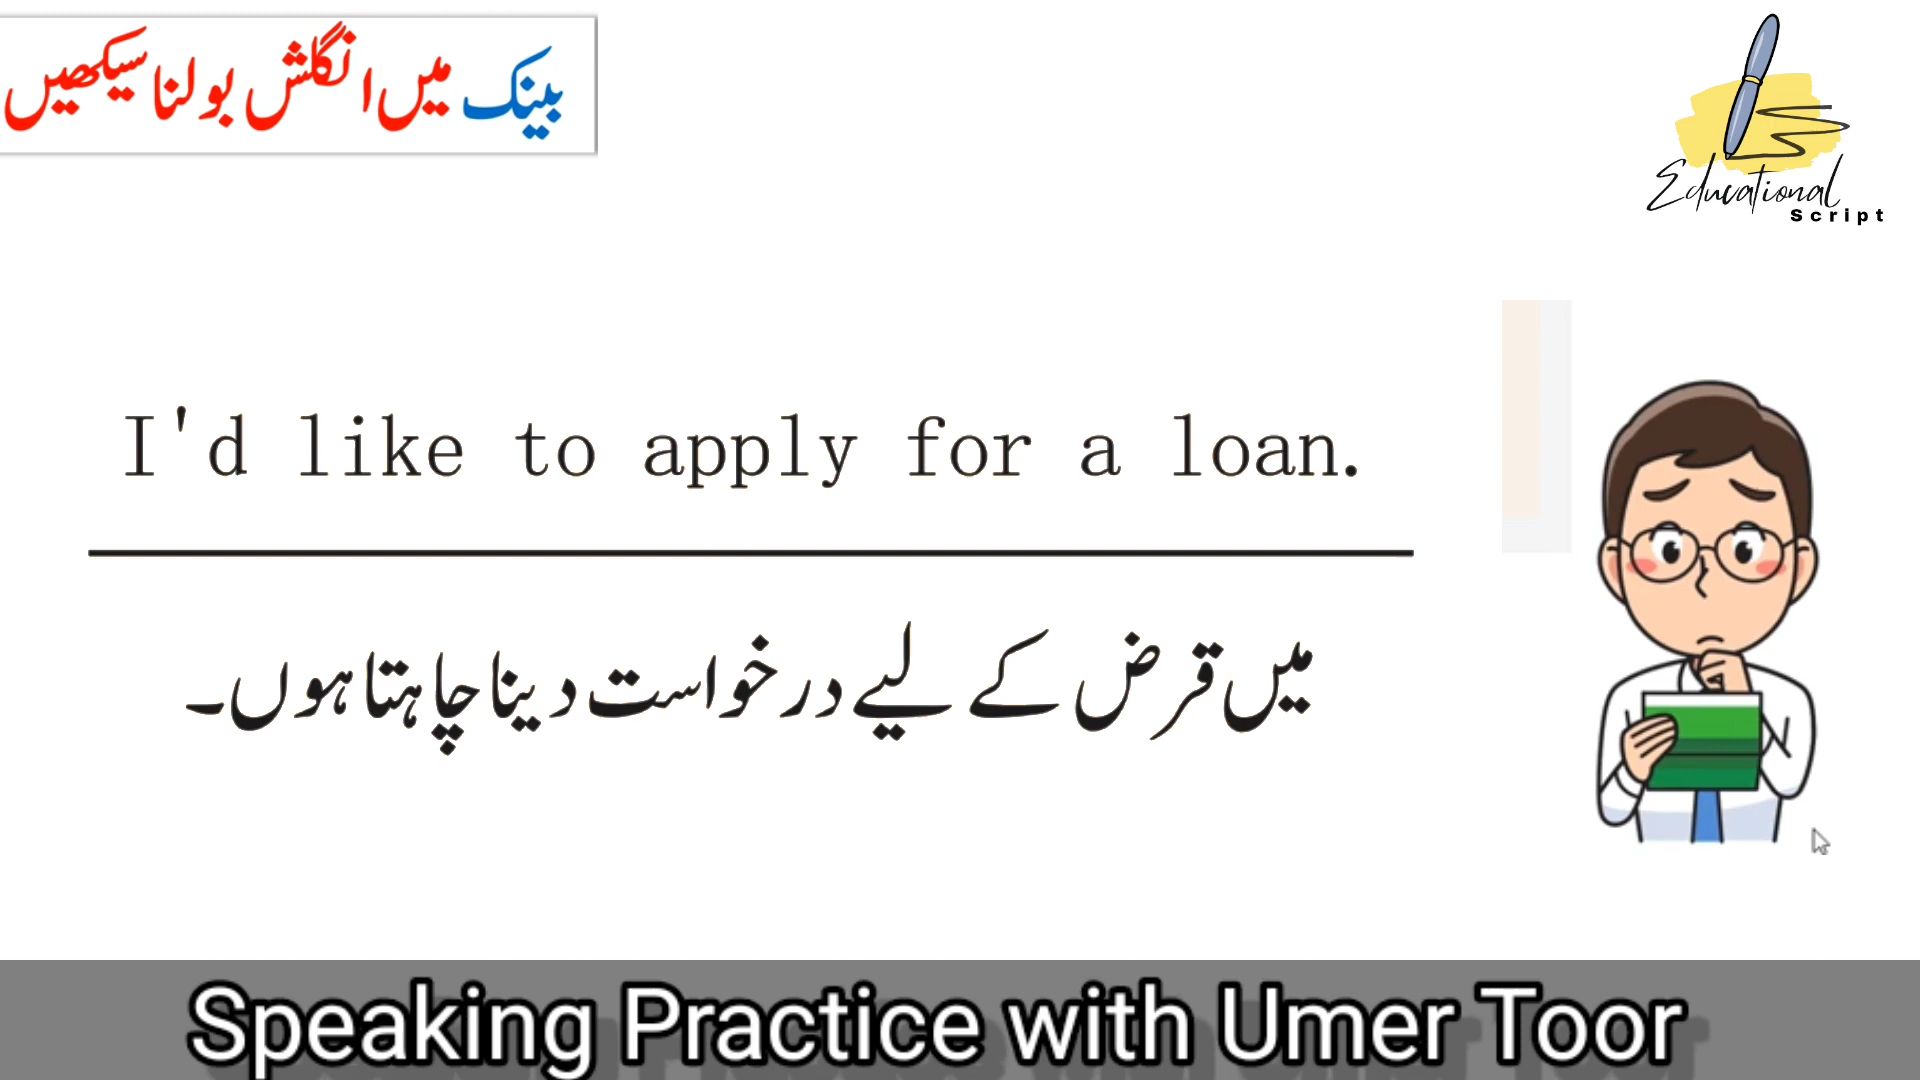 بینک میں انگلش بولنا سیکھیں
Educational
Script
I'd like to apply for a loan.
میں قرض کے لیے درخواست دینا چاہتا ہوں۔
Speaking Practice with Umer Toor